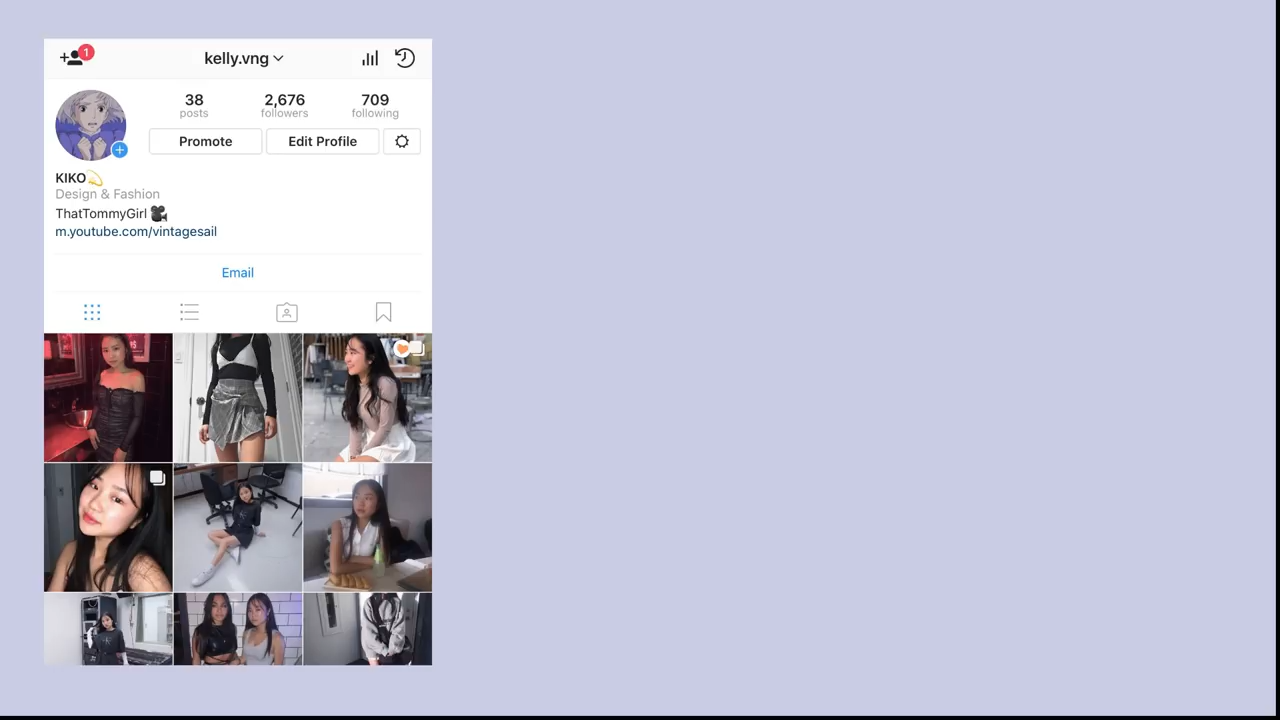 1
kelly.vng
38 2,676 709
posts followers following
Promote Edit Profile
KIKO💫
Design & Fashion
ThatTommyGirl 🎥
m.youtube.com/vintagesail
Email